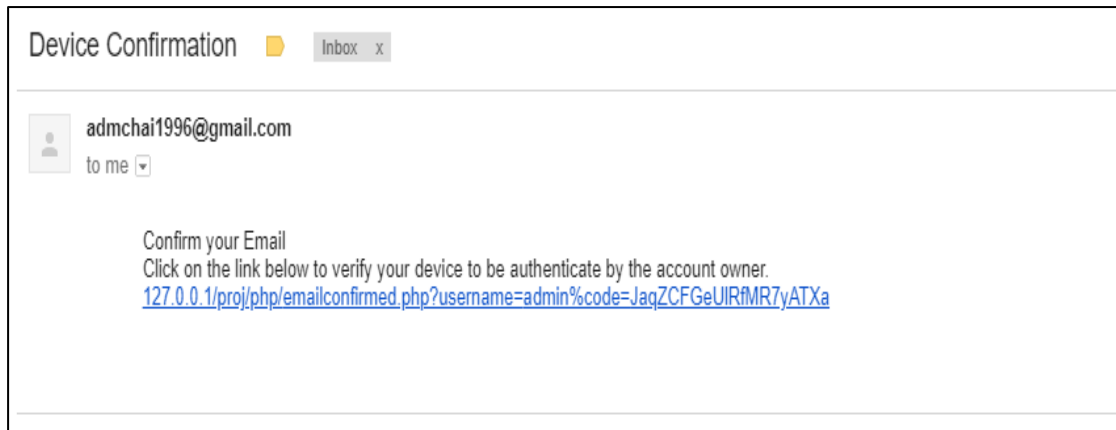 Device Confirmation Inbox x
admchai1996@gmail.com
to me
Confirm your Email
Click on the link below to verify your device to be authenticate by the account owner.
127.0.0.1/proj/php/emailconfirmed.php?username=admin%code=JaqZCFGeUlRfMR7yATXa